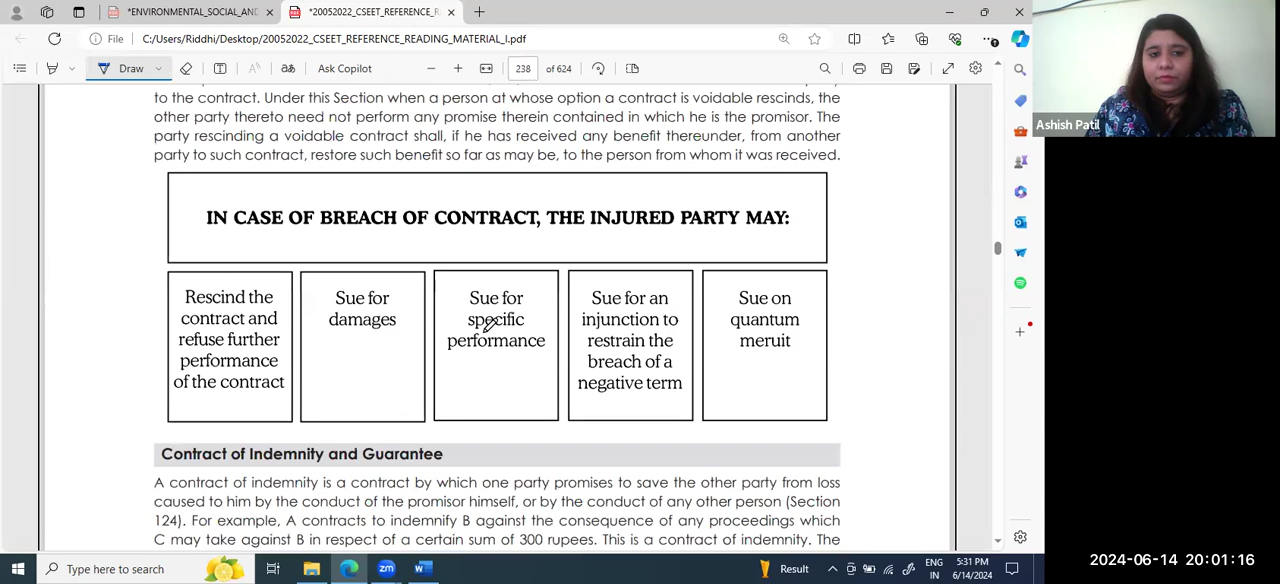 *ENVIRONMENTAL_SOCIAL_AND
*20052022_CSEET_REFERENCE_R
File C:/Users/Riddhi/Desktop/20052022_CSEET_REFERENCE_READING_MATERIAL_I.pdf
Draw
Ask Copilot
238 of 624
Ashish Patil
to the contract. Under this Section when a person at whose option a contract is voidable rescinds, the
other party thereto need not perform any promise therein contained in which he is the promisor. The
party rescinding a voidable contract shall, if he has received any benefit thereunder, from another
party to such contract, restore such benefit so far as may be, to the person from whom it was received.
IN CASE OF BREACH OF CONTRACT, THE INJURED PARTY MAY:
Rescind the
contract and
refuse further
performance
of the contract
Sue for
damages
Sue for
specific
performance
Sue for an
injunction to
restrain the
breach of a
negative term
Sue on
quantum
meruit
Contract of Indemnity and Guarantee
A contract of indemnity is a contract by which one party promises to save the other party from loss
caused to him by the conduct of the promisor himself, or by the conduct of any other person (Section
124). For example, A contracts to indemnify B against the consequence of any proceedings which
C may take against B in respect of a certain sum of 300 rupees. This is a contract of indemnity. The
Type here to search
Result
ENG
IN
5:31 PM
6/14/2024
2024-06-14 20:01:16